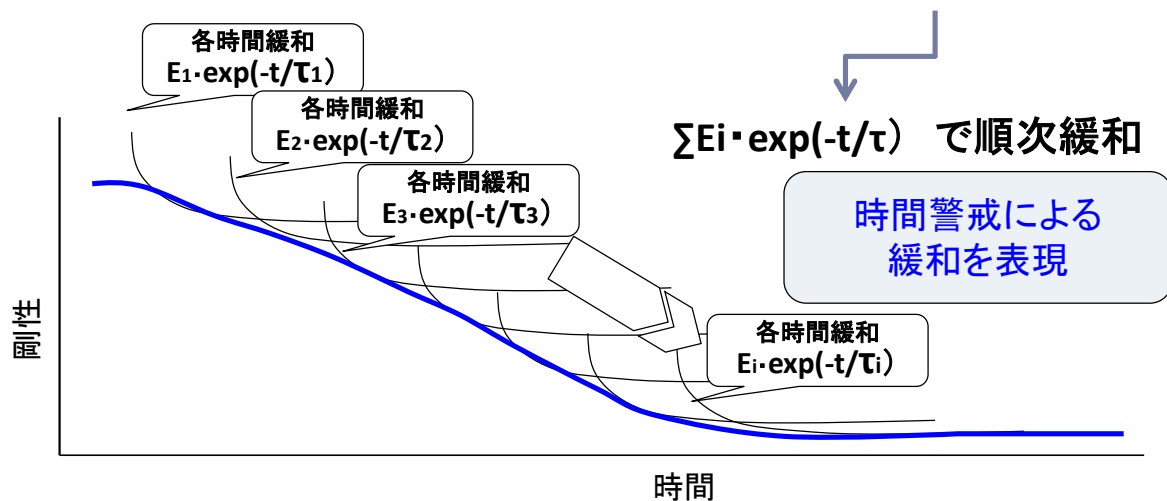 各時間緩和
E₁·exp(-t/τ₁)
各時間緩和
E₂·exp(-t/τ₂)
各時間緩和
E₃·exp(-t/τ₃)
∑Ei·exp(-t/τ) で順次緩和
時間警戒による
緩和を表現
各時間緩和
Ei·exp(-t/τi)
剛性
時間